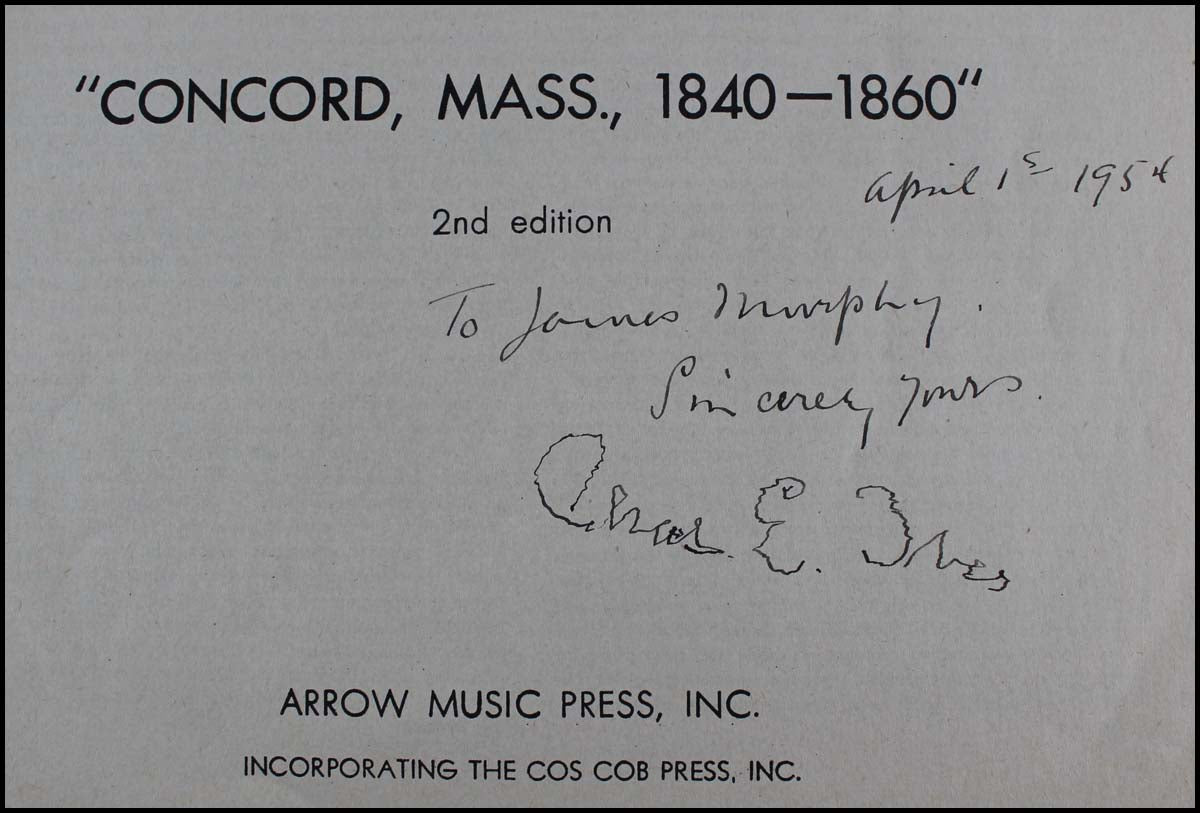 "CONCORD, MASS., 1840—1860"
April 1s 1954
2nd edition
To James Murphy.
Sincerely yours.
Chas. E. Ives
ARROW MUSIC PRESS, INC.
INCORPORATING THE COS COB PRESS, INC.